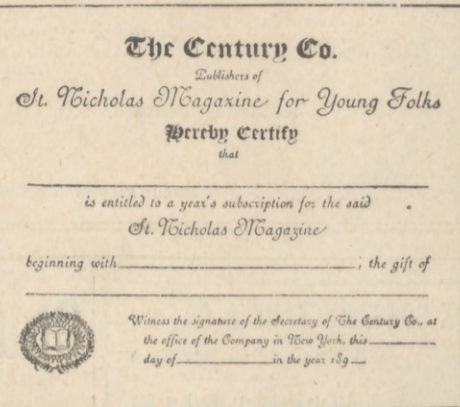 The Century Co.
Publishers of
St. Nicholas Magazine for Young Folks
Hereby Certify
that
is entitled to a year's subscription for the said
St. Nicholas Magazine
beginning with ; the gift of
Witness the signature of the Secretary of The Century Co., at
the office of the Company in New York, this
day of in the year 189